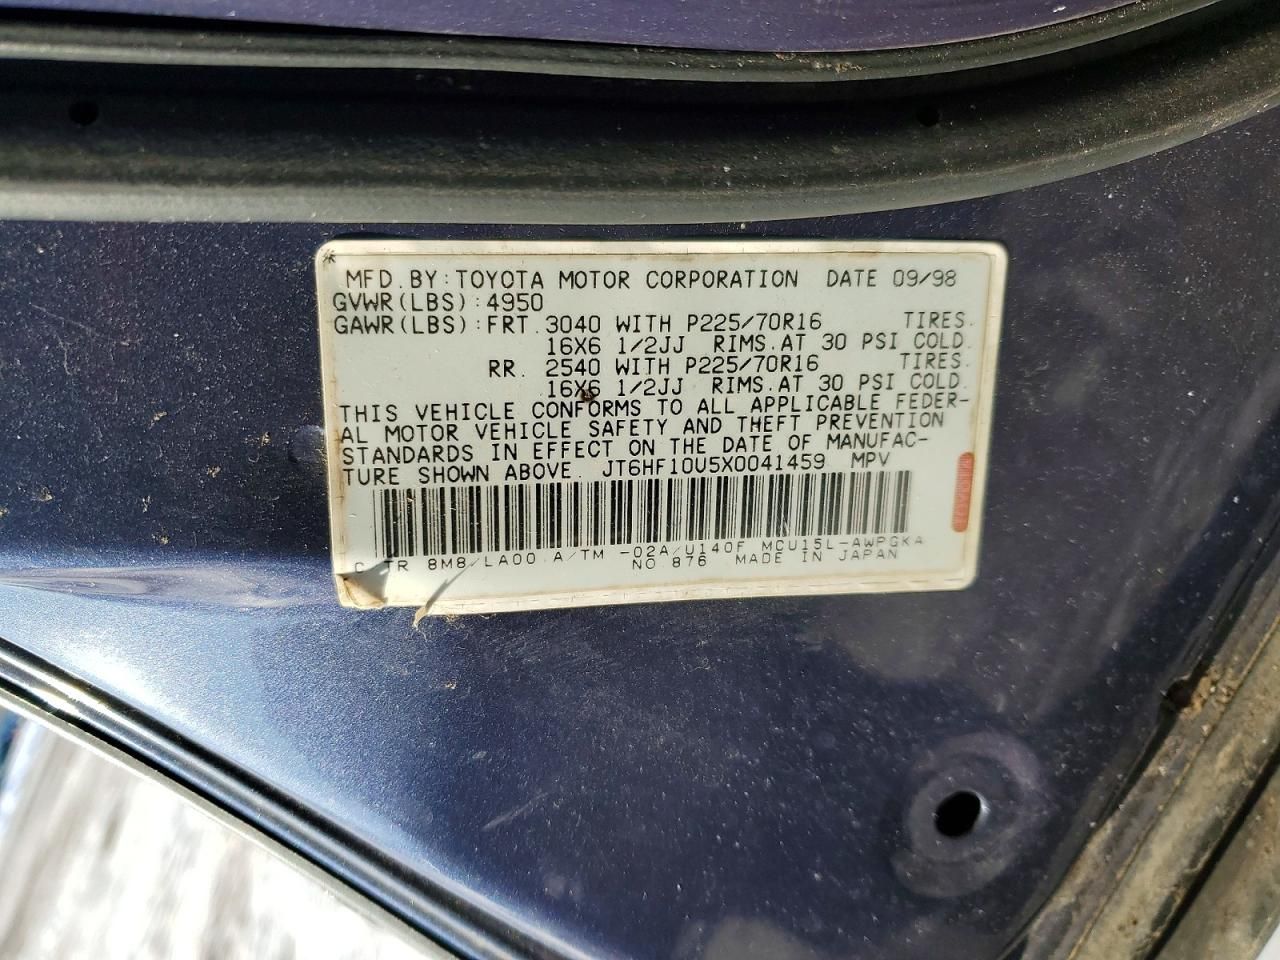 MFD. BY: TOYOTA MOTOR CORPORATION DATE 09/98
GVWR(LBS): 4950
GAWR(LBS): FRT. 3040 WITH P225/70R16 TIRES.
16X6 1/2JJ RIMS. AT 30 PSI COLD.
RR. 2540 WITH P225/70R16 TIRES.
16X6 1/2JJ RIMS. AT 30 PSI COLD.
THIS VEHICLE CONFORMS TO ALL APPLICABLE FEDER-
AL MOTOR VEHICLE SAFETY AND THEFT PREVENTION
STANDARDS IN EFFECT ON THE DATE OF MANUFAC-
TURE SHOWN ABOVE. JT6HF10U5X0041459 MPV
C TR 8M8/LA00 A/TM -02A/U140F MCU15L-AWPGKA
NO.876 MADE IN JAPAN